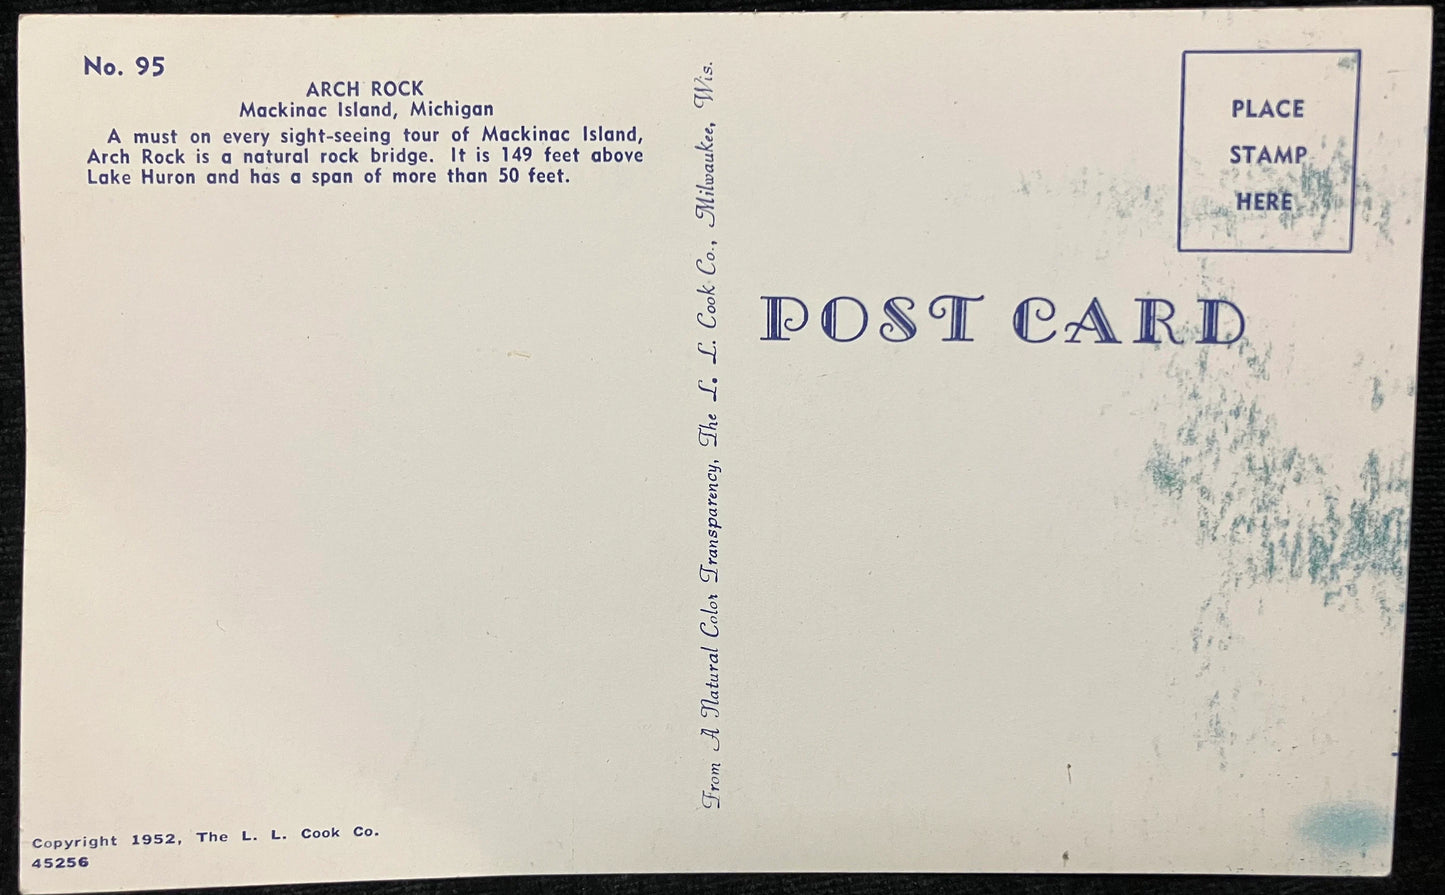 No. 95
ARCH ROCK
Mackinac Island, Michigan
A must on every sight-seeing tour of Mackinac Island,
Arch Rock is a natural rock bridge. It is 149 feet above
Lake Huron and has a span of more than 50 feet.
Copyright 1952, The L. L. Cook Co.
45256
From A Natural Color Transparency, The L. L. Cook Co., Milwaukee, Wis.
PLACE
STAMP
HERE
POST CARD